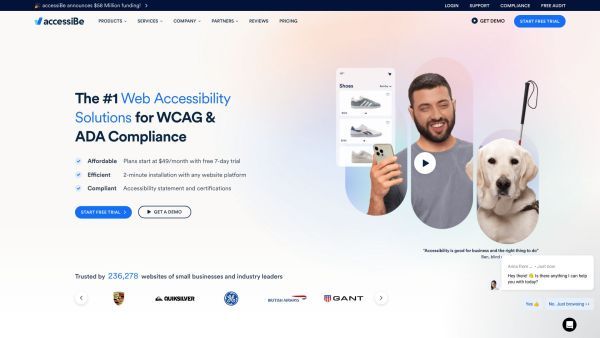 accessiBe announces $58 Million funding! >
LOGIN SUPPORT COMPLIANCE FREE AUDIT
accessiBe PRODUCTS SERVICES COMPANY PARTNERS REVIEWS PRICING GET DEMO START FREE TRIAL
The #1 Web Accessibility
Solutions for WCAG &
ADA Compliance
Affordable Plans start at $49/month with free 7-day trial
Efficient 2-minute installation with any website platform
Compliant Accessibility statement and certifications
START FREE TRIAL > GET A DEMO
Shoes
"Accessibility is good for business and the right thing to do"
Ben, blind
Just now
Hey there! 👋 Is there anything I can help
you with today?
Yes 👍 No. Just browsing 👀
Trusted by 236,278 websites of small businesses and industry leaders
QUIKSILVER
GE
BRITISH AIRWAYS
GANT